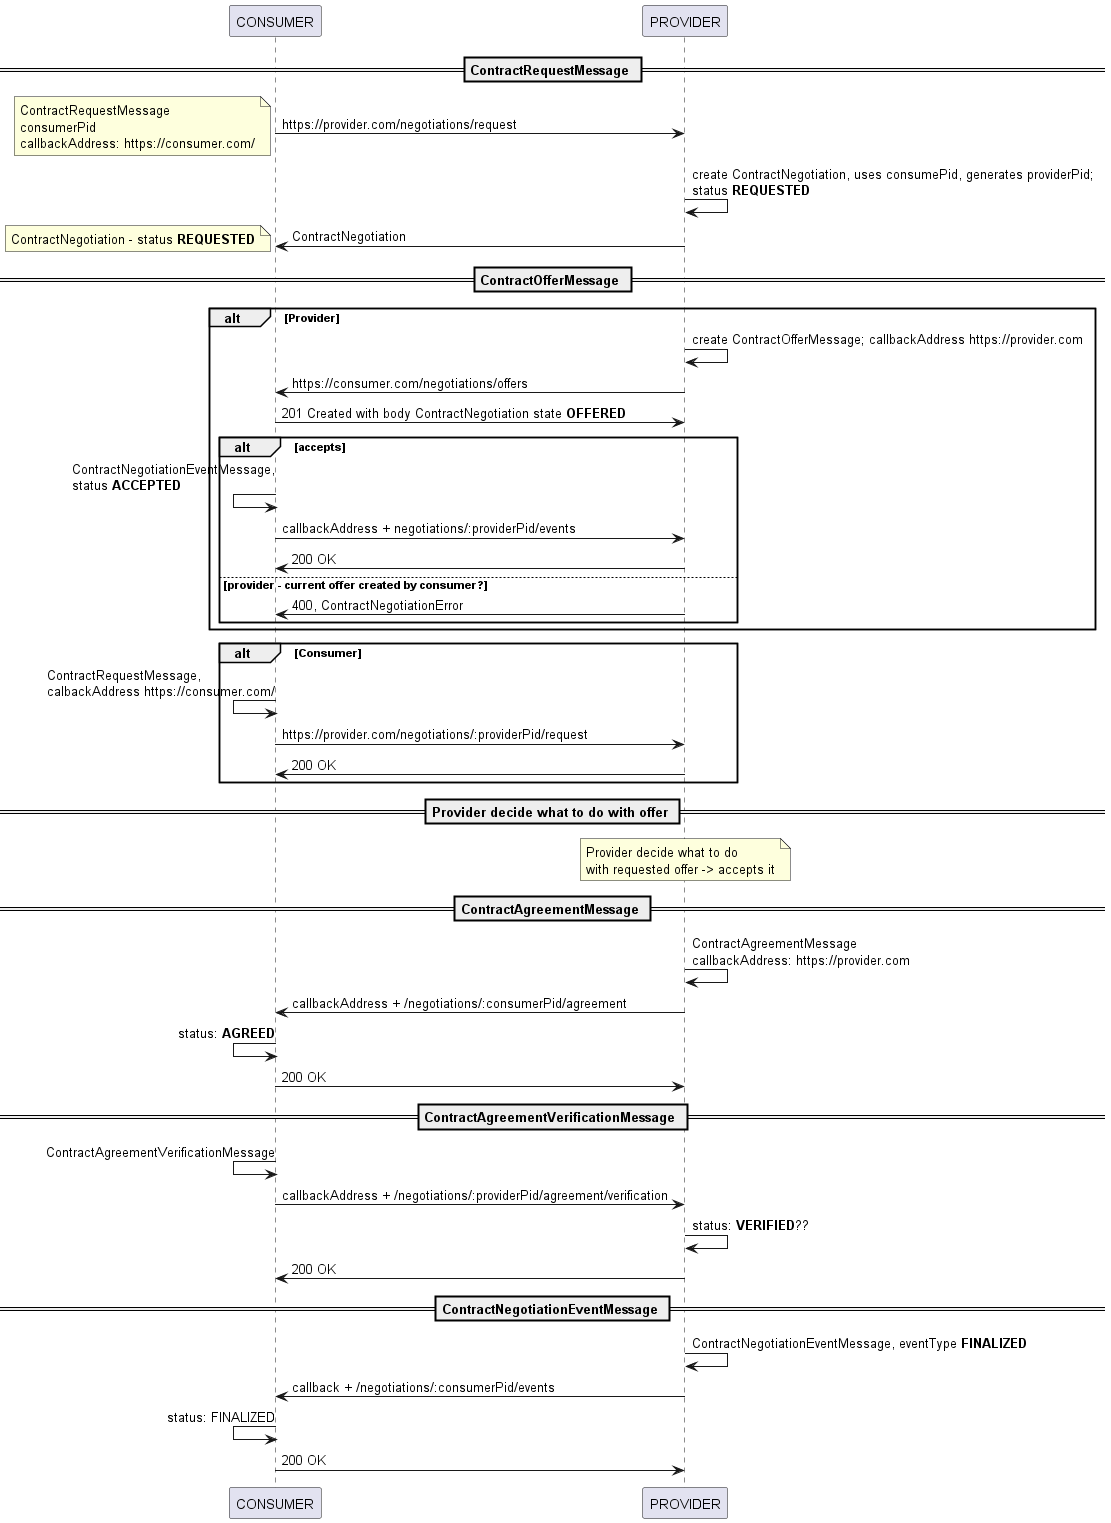 CONSUMER
PROVIDER
ContractRequestMessage
ContractRequestMessage
consumerPid
callbackAddress: https://consumer.com/
https://provider.com/negotiations/request
create ContractNegotiation, uses consumePid, generates providerPid;
status REQUESTED
ContractNegotiation - status REQUESTED
ContractNegotiation
ContractOfferMessage
alt
[Provider]
create ContractOfferMessage; callbackAddress https://provider.com
https://consumer.com/negotiations/offers
201 Created with body ContractNegotiation state OFFERED
alt
[accepts]
ContractNegotiationEventMessage,
status ACCEPTED
callbackAddress + negotiations/:providerPid/events
200 OK
[provider - current offer created by consumer?]
400, ContractNegotiationError
alt
[Consumer]
ContractRequestMessage,
calbackAddress https://consumer.com/
https://provider.com/negotiations/:providerPid/request
200 OK
Provider decide what to do with offer
Provider decide what to do
with requested offer -> accepts it
ContractAgreementMessage
ContractAgreementMessage
callbackAddress: https://provider.com
callbackAddress + /negotiations/:consumerPid/agreement
status: AGREED
200 OK
ContractAgreementVerificationMessage
ContractAgreementVerificationMessage
callbackAddress + /negotiations/:providerPid/agreement/verification
status: VERIFIED??
200 OK
ContractNegotiationEventMessage
ContractNegotiationEventMessage, eventType FINALIZED
callback + /negotiations/:consumerPid/events
status: FINALIZED
200 OK
CONSUMER
PROVIDER